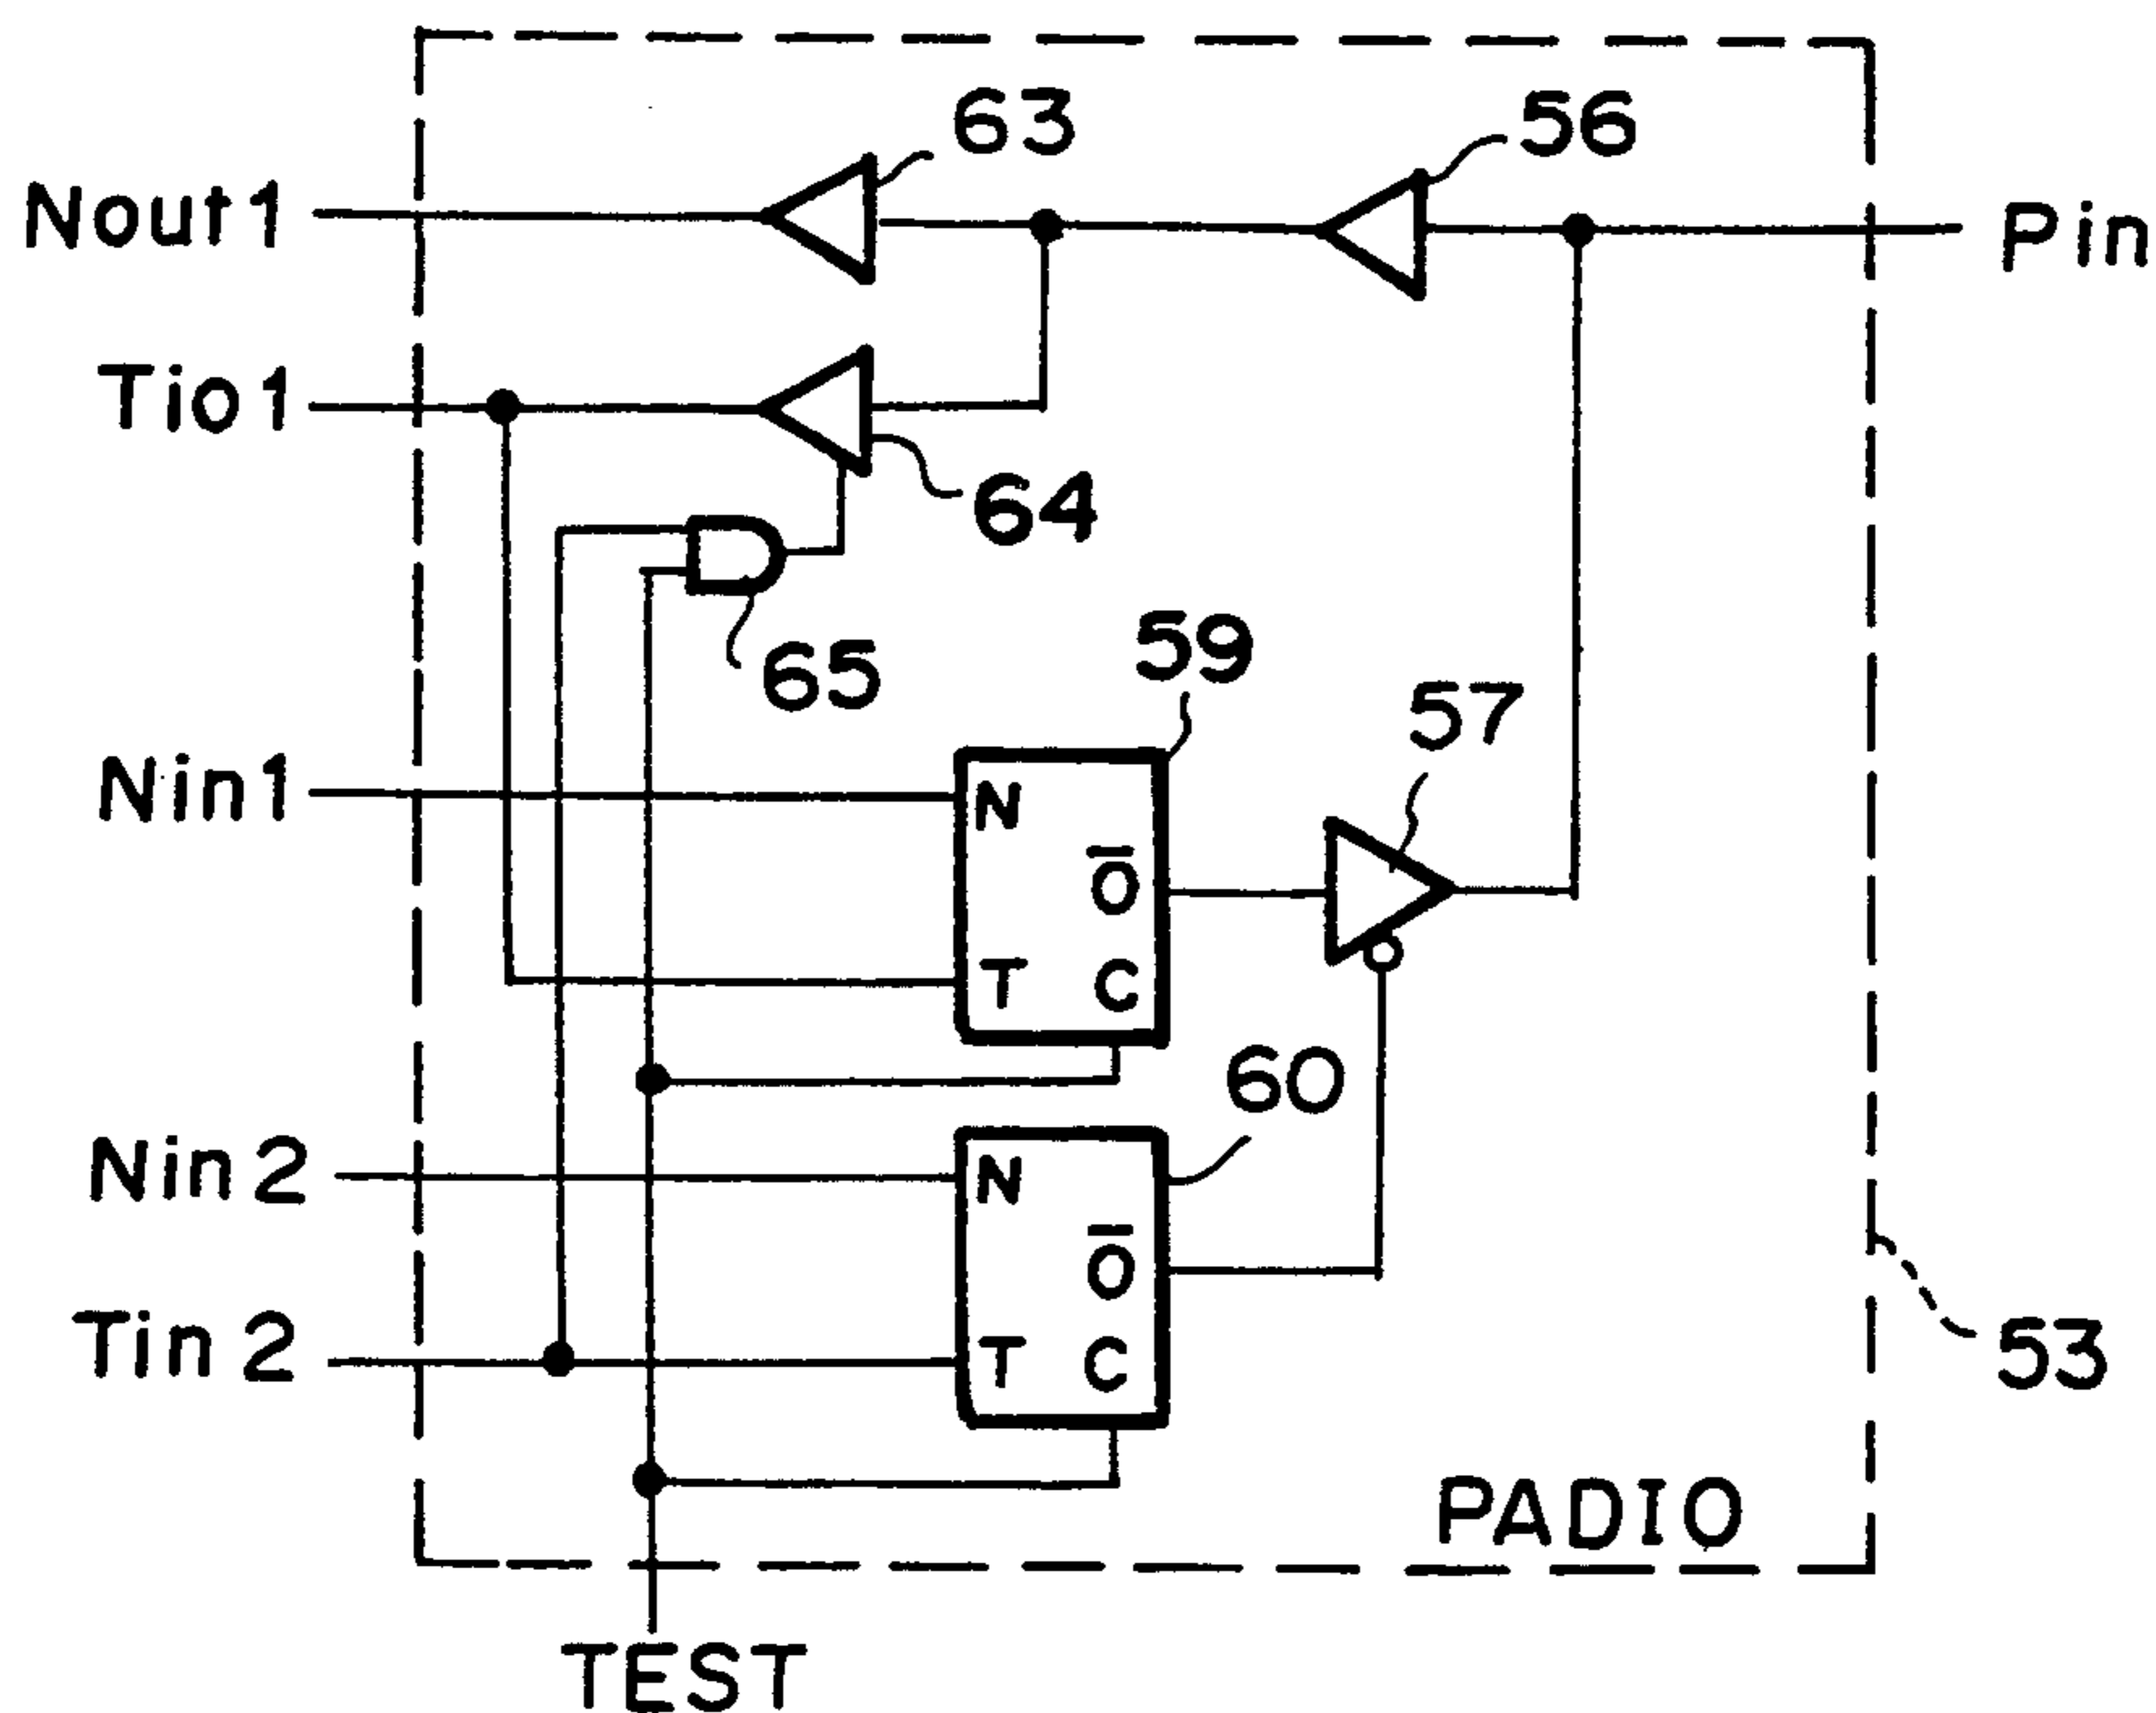 63
56
Nout1
Pin
Tio1
64
65
59
57
Nin1
N
Ō
T C
60
Nin2
N
Ō
Tin2
T C
53
PADIO
TEST